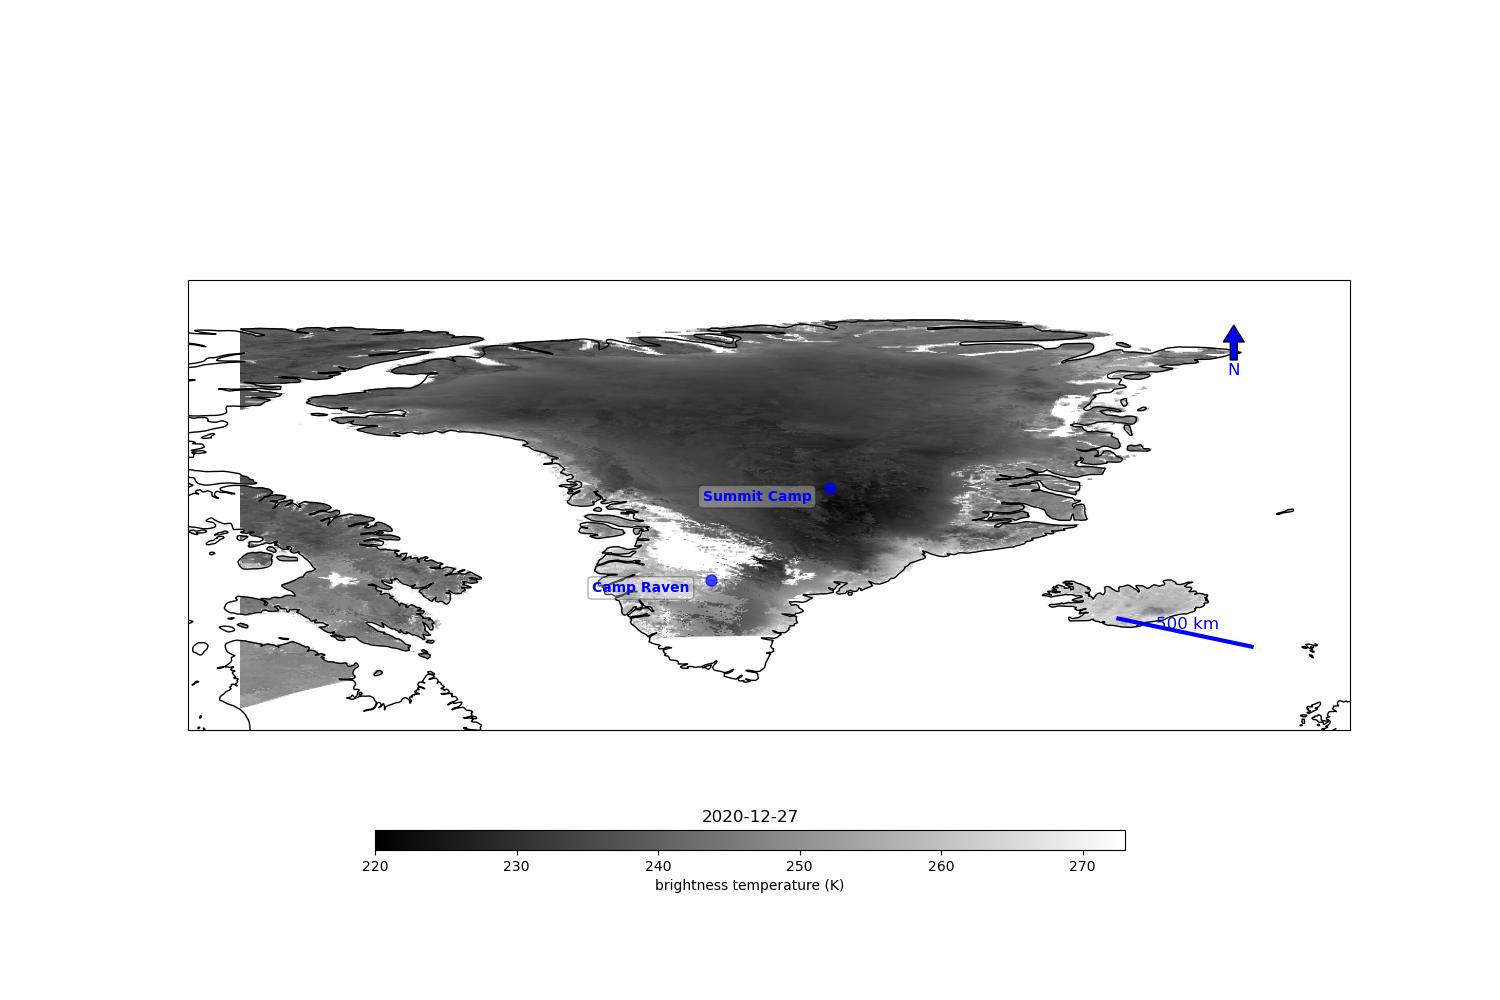 N
Summit Camp
Camp Raven
500 km
2020-12-27
220 230 240 250 260 270
brightness temperature (K)